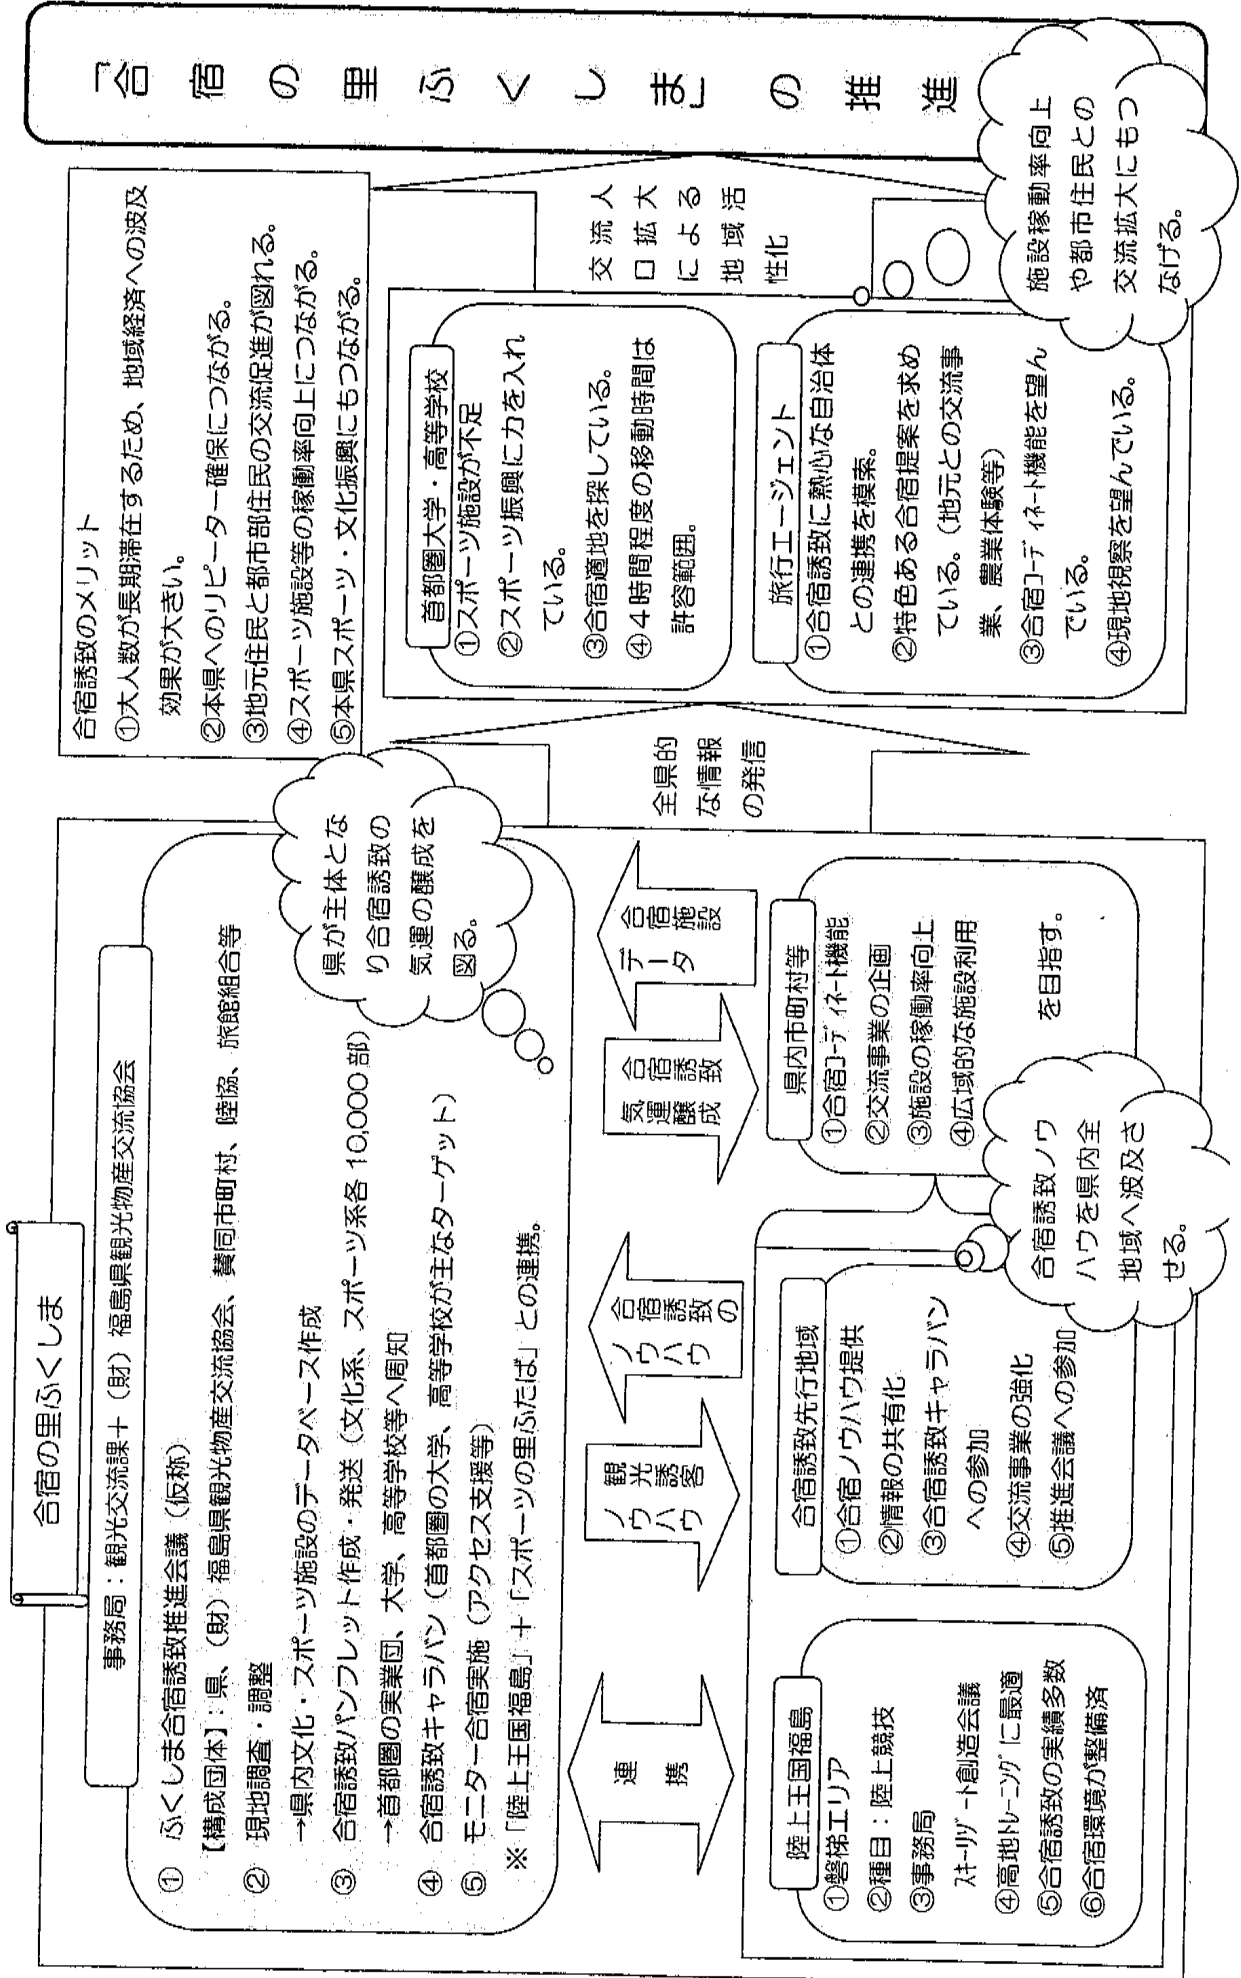 「合宿の里ふくしま」の推進
合宿の里ふくしま
事務局：観光交流課＋（財）福島県観光物産交流協会
① ふくしま合宿誘致推進会議（仮称）
【構成団体】：県、（財）福島県観光物産交流協会、賛同市町村、陸協、旅館組合等
② 現地調査・調整
→県内文化・スポーツ施設のデータベース作成
③ 合宿誘致パンフレット作成・発送（文化系、スポーツ系各10,000部）
→首都圏の実業団、大学、高等学校等へ周知
④ 合宿誘致キャラバン（首都圏の大学、高等学校が主なターゲット）
⑤ モニター合宿実施（アクセス支援等）
※「陸上王国福島」＋「スポーツの里ふたば」との連携。
県が主体とな
り合宿誘致の
気運の醸成を
図る。
連
携
観光誘客
ノウハウ
合宿誘致の
ノウハウ
合宿誘致
気運醸成
合宿施設
データ
陸上王国福島
①磐梯エリア
②種目：陸上競技
③事務局
ｽｷｰﾘｿﾞｰﾄ創造会議
④高地ﾄﾚｰﾆﾝｸﾞに最適
⑤合宿誘致の実績多数
⑥合宿環境が整備済
合宿誘致先行地域
①合宿ノウハウ提供
②情報の共有化
③合宿誘致キャラバン
への参加
④交流事業の強化
⑤推進会議への参加
合宿誘致ノウ
ハウを県内全
地域へ波及さ
せる。
県内市町村等
①合宿ｺｰﾃﾞｨﾈｰﾄ機能
②交流事業の企画
③施設の稼働率向上
④広域的な施設利用
を目指す。
全県的
な情報
の発信
合宿誘致のメリット
①大人数が長期滞在するため、地域経済への波及
効果が大きい。
②本県へのリピーター確保につながる。
③地元住民と都市部住民の交流促進が図れる。
④スポーツ施設等の稼働率向上につながる。
⑤本県スポーツ・文化振興にもつながる。
首都圏大学・高等学校
①スポーツ施設が不足
②スポーツ振興に力を入れ
ている。
③合宿適地を探している。
④４時間程度の移動時間は
許容範囲。
旅行エージェント
①合宿誘致に熱心な自治体
との連携を模索。
②特色ある合宿提案を求め
ている。（地元との交流事
業、農業体験等）
③合宿ｺｰﾃﾞｨﾈｰﾄ機能を望ん
でいる。
④現地視察を望んでいる。
交流人
口拡大
による
地域活
性化
施設稼動率向上
や都市住民との
交流拡大にもつ
なげる。